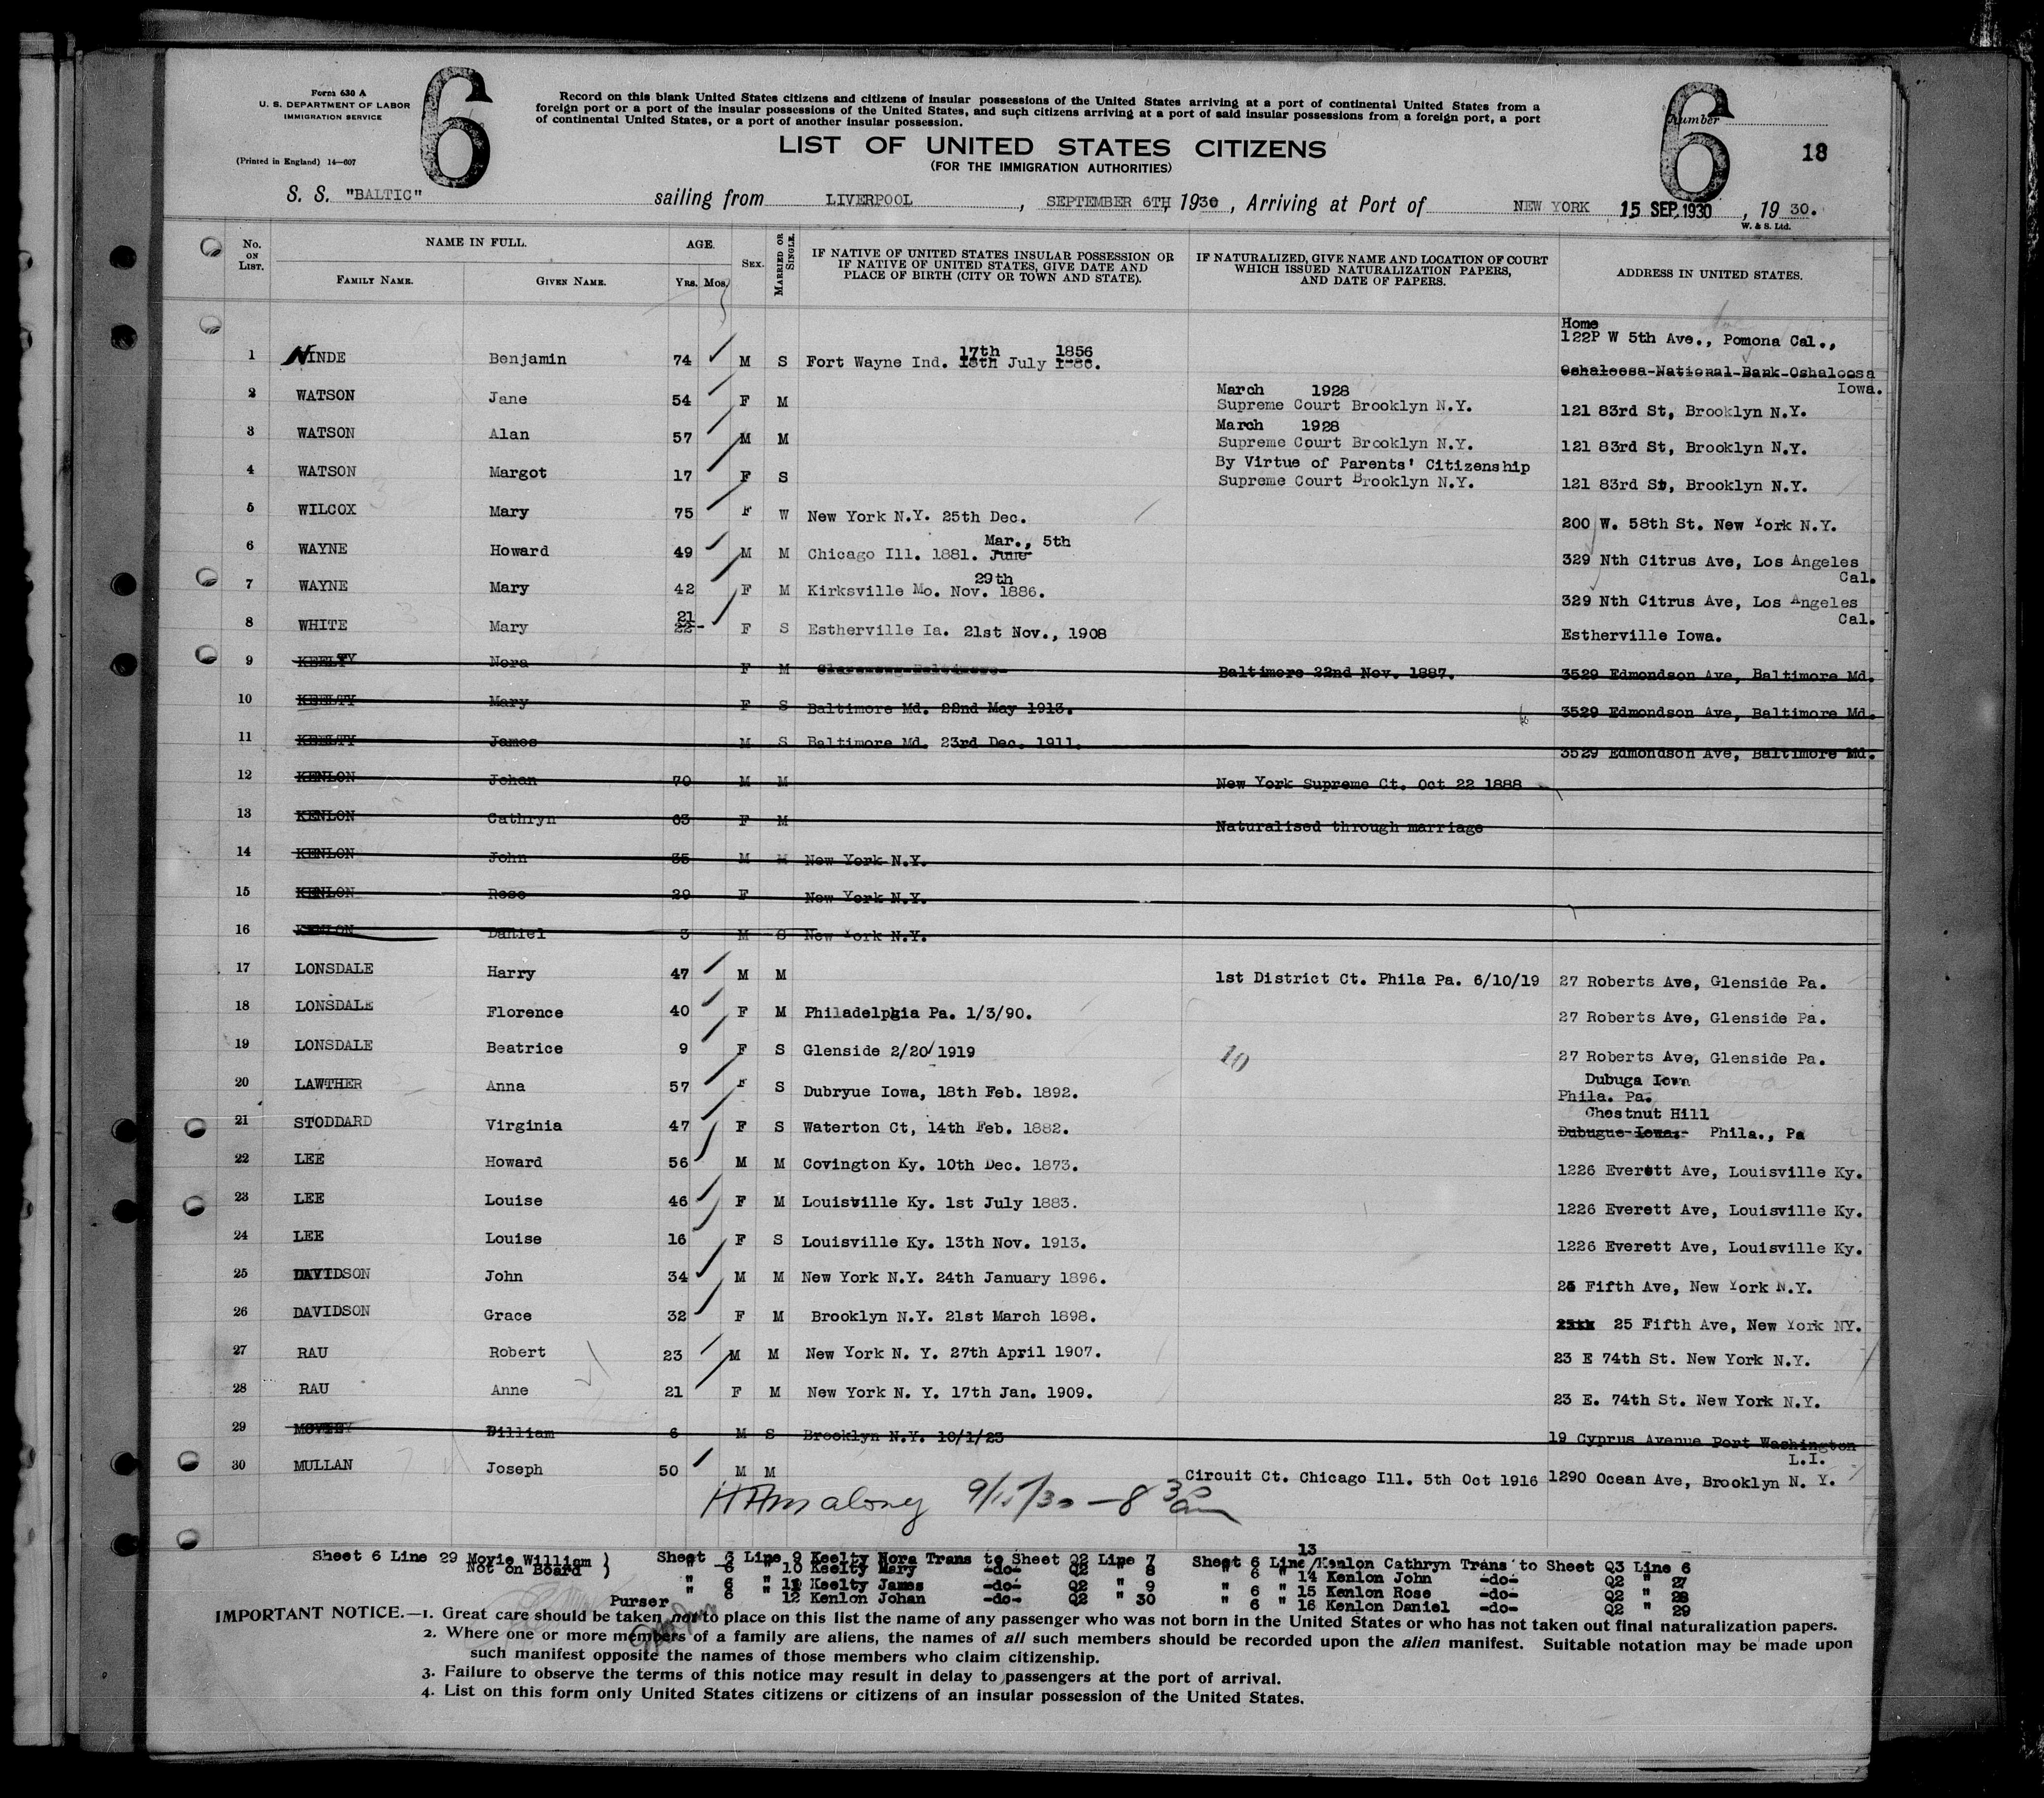 Form 630 A
U. S. DEPARTMENT OF LABOR
IMMIGRATION SERVICE
(Printed in England) 14—607
6
Record on this blank United States citizens and citizens of insular possessions of the United States arriving at a port of continental United States from a
foreign port or a port of the insular possessions of the United States, and such citizens arriving at a port of said insular possessions from a foreign port, a port
of continental United States, or a port of another insular possession.
LIST OF UNITED STATES CITIZENS
(FOR THE IMMIGRATION AUTHORITIES)
Number
6
18
S. S. "BALTIC" sailing from LIVERPOOL, SEPTEMBER 6TH, 1930, Arriving at Port of NEW YORK 15 SEP. 1930, 19 30.
W. & S. Ltd.
No. ON LIST. NAME IN FULL. FAMILY NAME. GIVEN NAME. AGE. YRS. MOS. SEX. MARRIED OR SINGLE. IF NATIVE OF UNITED STATES INSULAR POSSESSION OR IF NATIVE OF UNITED STATES, GIVE DATE AND PLACE OF BIRTH (CITY OR TOWN AND STATE). IF NATURALIZED, GIVE NAME AND LOCATION OF COURT WHICH ISSUED NATURALIZATION PAPERS, AND DATE OF PAPERS. ADDRESS IN UNITED STATES.
Home
17th 1856 122P W 5th Ave., Pomona Cal.,
1 NINDE Benjamin 74 M S Fort Wayne Ind. 18th July 1886.
Oshaloosa-National-Bank-Oshaloosa
Iowa.
March 1928
2 WATSON Jane 54 F M Supreme Court Brooklyn N.Y. 121 83rd St, Brooklyn N.Y.
March 1928
3 WATSON Alan 57 M M Supreme Court Brooklyn N.Y. 121 83rd St, Brooklyn N.Y.
By Virtue of Parents' Citizenship
4 WATSON Margot 17 F S Supreme Court Brooklyn N.Y. 121 83rd St, Brooklyn N.Y.
5 WILCOX Mary 75 F W New York N.Y. 25th Dec. 200 W. 58th St. New York N.Y.
Mar., 5th
6 WAYNE Howard 49 M M Chicago Ill. 1881. June 329 Nth Citrus Ave, Los Angeles
Cal.
29th
7 WAYNE Mary 42 F M Kirksville Mo. Nov. 1886. 329 Nth Citrus Ave, Los Angeles
Cal.
21
8 WHITE Mary 22- F S Estherville Ia. 21st Nov., 1908 Estherville Iowa.
9 KEELTY Nora F M Baltimore 22nd Nov. 1887. 3529 Edmondson Ave, Baltimore Md.
10 KEELTY Mary F S Baltimore Md. 22nd May 1913. 3529 Edmondson Ave, Baltimore Md.
11 KEELTY James M S Baltimore Md. 23rd Dec. 1911. 3529 Edmondson Ave, Baltimore Md.
12 KENLON Johan 70 M M New York Supreme Ct. Oct 22 1888
13 KENLON Cathryn 63 F M Naturalised through marriage
14 KENLON John 35 M M New York N.Y.
15 KENLON Rose 29 F New York N.Y.
16 KENLON Daniel 3 M S New York N.Y.
17 LONSDALE Harry 47 M M 1st District Ct. Phila Pa. 6/10/19 27 Roberts Ave, Glenside Pa.
18 LONSDALE Florence 40 F M Philadelpgia Pa. 1/3/90. 27 Roberts Ave, Glenside Pa.
19 LONSDALE Beatrice 9 F S Glenside 2/20/1919 10 27 Roberts Ave, Glenside Pa.
Dubuga Iowa
20 LAWTHER Anna 57 F S Dubryue Iowa, 18th Feb. 1892. Phila. Pa.
Chestnut Hill
21 STODDARD Virginia 47 F S Waterton Ct, 14th Feb. 1882. Dubugue-Iowa:- Phila., Pa
22 LEE Howard 56 M M Covington Ky. 10th Dec. 1873. 1226 Everett Ave, Louisville Ky.
23 LEE Louise 46 F M Louisville Ky. 1st July 1883. 1226 Everett Ave, Louisville Ky.
24 LEE Louise 16 F S Louisville Ky. 13th Nov. 1913. 1226 Everett Ave, Louisville Ky.
25 DAVIDSON John 34 M M New York N.Y. 24th January 1896. 25 Fifth Ave, New York N.Y.
26 DAVIDSON Grace 32 F M Brooklyn N.Y. 21st March 1898. 25 Fifth Ave, New York NY.
27 RAU Robert 23 M M New York N. Y. 27th April 1907. 23 E 74th St. New York N.Y.
28 RAU Anne 21 F M New York N. Y. 17th Jan. 1909. 23 E. 74th St. New York N.Y.
29 William 6 M S Brooklyn N.Y. 10/1/23 19 Cyprus Avenue Port Washington
L.I.
30 MULLAN Joseph 50 M M Circuit Ct. Chicago Ill. 5th Oct 1916 1290 Ocean Ave, Brooklyn N. Y.
9/15/30 — 8 30 am
Sheet 6 Line 29 Movie William )
Not on Board )
Purser
Sheet 6 Line 9 Keelty Nora Trans to Sheet Q2 Line 7
" 6 " 10 Keelty Mary -do- Q2 " 8
" 6 " 11 Keelty James -do- Q2 " 9
" 6 " 12 Kenlon Johan -do- Q2 " 30
13
Sheet 6 Line / Kenlon Cathryn Trans to Sheet Q3 Line 6
" 6 " 14 Kenlon John -do- Q2 " 27
" 6 " 15 Kenlon Rose -do- Q2 " 28
" 6 " 16 Kenlon Daniel -do- Q2 " 29
IMPORTANT NOTICE.—1. Great care should be taken not to place on this list the name of any passenger who was not born in the United States or who has not taken out final naturalization papers.
2. Where one or more members of a family are aliens, the names of all such members should be recorded upon the alien manifest. Suitable notation may be made upon
such manifest opposite the names of those members who claim citizenship.
3. Failure to observe the terms of this notice may result in delay to passengers at the port of arrival.
4. List on this form only United States citizens or citizens of an insular possession of the United States.